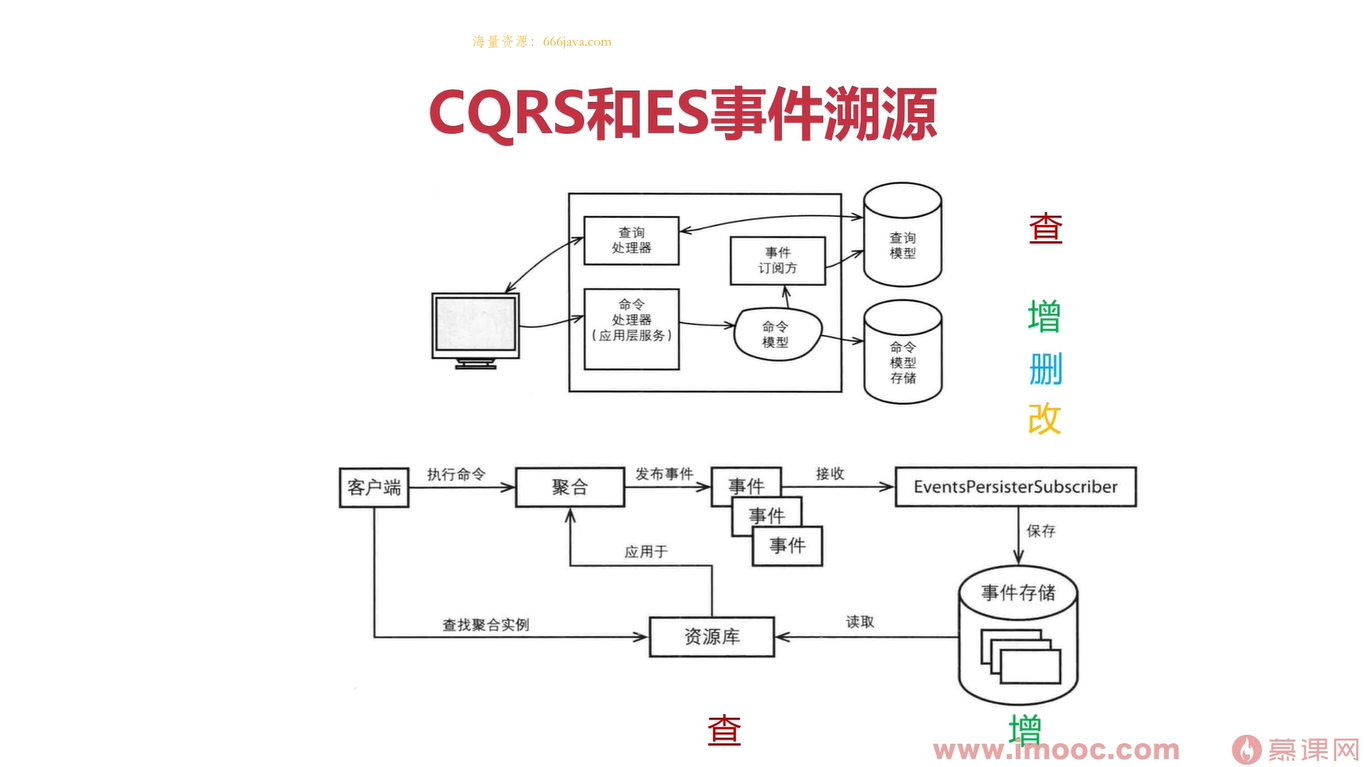 海量资源：666java.com
CQRS和ES事件溯源
查询
处理器
事件
订阅方
查询
模型
查
命令
处理器
（应用层服务）
命令
模型
命令
模型
存储
增
删
改
客户端
执行命令
聚合
发布事件
事件
事件
事件
接收
EventsPersisterSubscriber
保存
应用于
事件存储
查找聚合实例
资源库
读取
查
增
www.imooc.com
慕课网